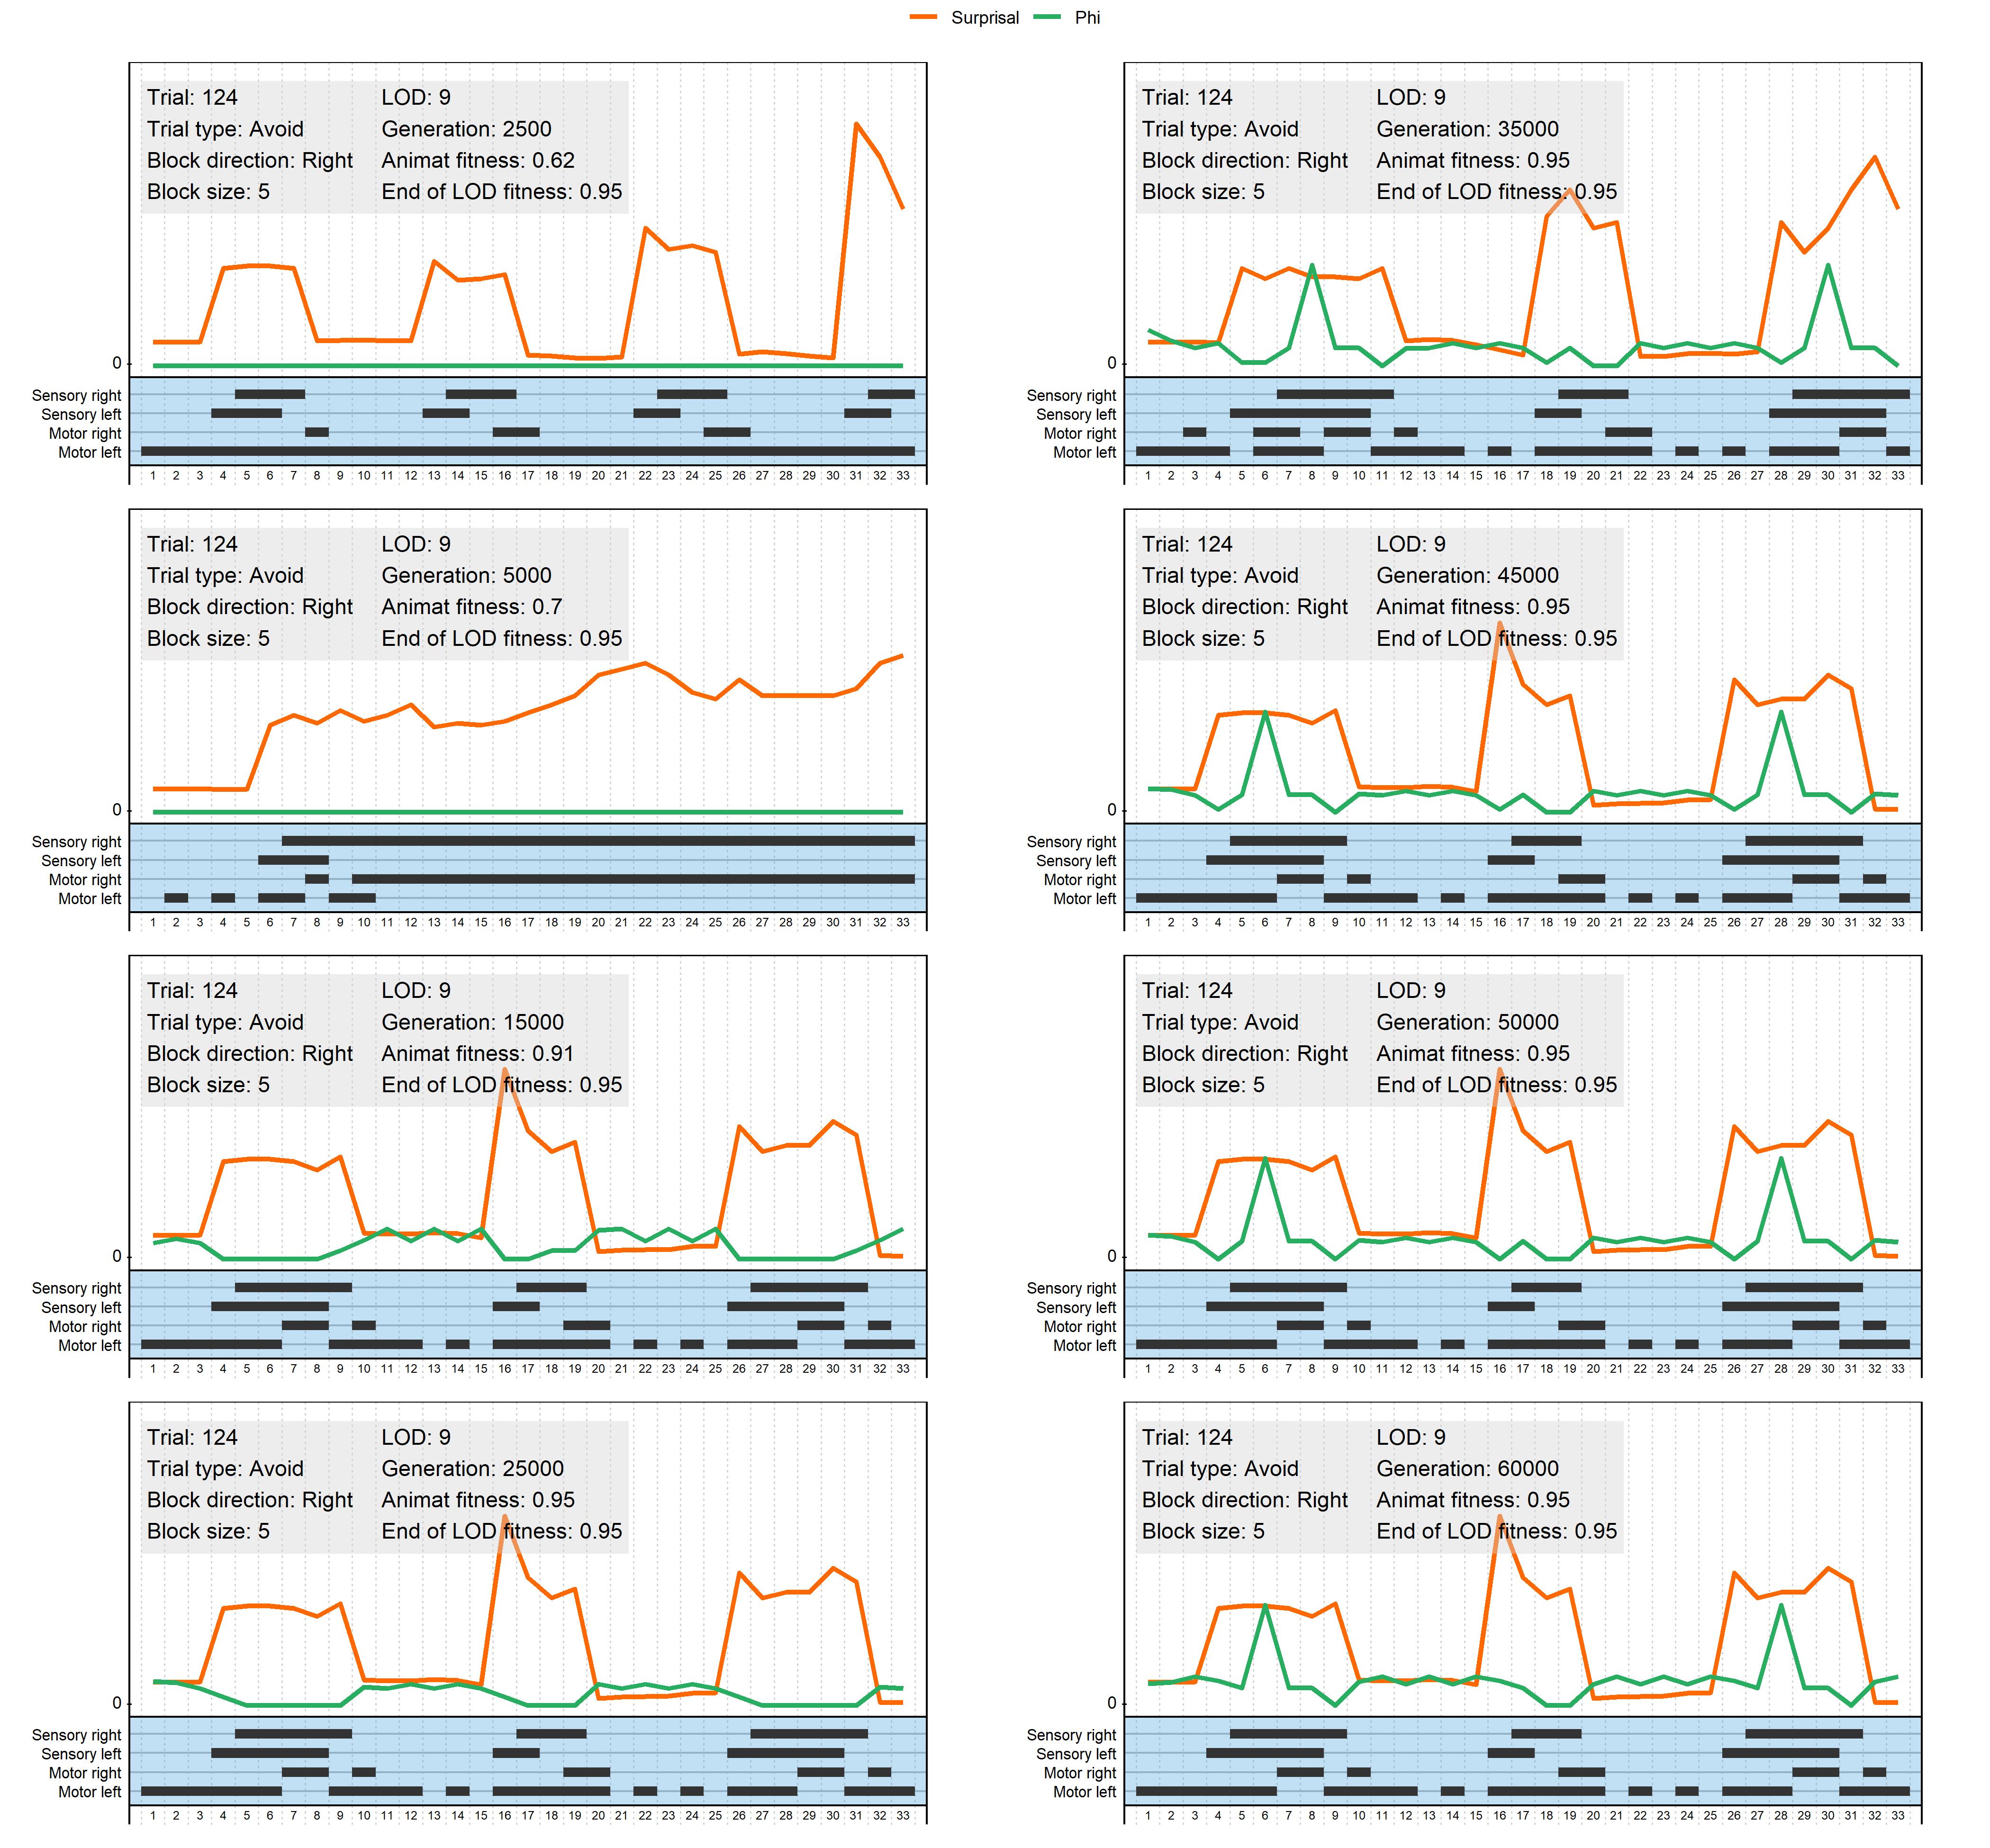 Surprisal Phi
Trial: 124 LOD: 9
Trial type: Avoid Generation: 2500
Block direction: Right Animat fitness: 0.62
Block size: 5 End of LOD fitness: 0.95
0
Sensory right
Sensory left
Motor right
Motor left
1 2 3 4 5 6 7 8 9 10 11 12 13 14 15 16 17 18 19 20 21 22 23 24 25 26 27 28 29 30 31 32 33
Trial: 124 LOD: 9
Trial type: Avoid Generation: 35000
Block direction: Right Animat fitness: 0.95
Block size: 5 End of LOD fitness: 0.95
0
Sensory right
Sensory left
Motor right
Motor left
1 2 3 4 5 6 7 8 9 10 11 12 13 14 15 16 17 18 19 20 21 22 23 24 25 26 27 28 29 30 31 32 33
Trial: 124 LOD: 9
Trial type: Avoid Generation: 5000
Block direction: Right Animat fitness: 0.7
Block size: 5 End of LOD fitness: 0.95
0
Sensory right
Sensory left
Motor right
Motor left
1 2 3 4 5 6 7 8 9 10 11 12 13 14 15 16 17 18 19 20 21 22 23 24 25 26 27 28 29 30 31 32 33
Trial: 124 LOD: 9
Trial type: Avoid Generation: 45000
Block direction: Right Animat fitness: 0.95
Block size: 5 End of LOD fitness: 0.95
0
Sensory right
Sensory left
Motor right
Motor left
1 2 3 4 5 6 7 8 9 10 11 12 13 14 15 16 17 18 19 20 21 22 23 24 25 26 27 28 29 30 31 32 33
Trial: 124 LOD: 9
Trial type: Avoid Generation: 15000
Block direction: Right Animat fitness: 0.91
Block size: 5 End of LOD fitness: 0.95
0
Sensory right
Sensory left
Motor right
Motor left
1 2 3 4 5 6 7 8 9 10 11 12 13 14 15 16 17 18 19 20 21 22 23 24 25 26 27 28 29 30 31 32 33
Trial: 124 LOD: 9
Trial type: Avoid Generation: 50000
Block direction: Right Animat fitness: 0.95
Block size: 5 End of LOD fitness: 0.95
0
Sensory right
Sensory left
Motor right
Motor left
1 2 3 4 5 6 7 8 9 10 11 12 13 14 15 16 17 18 19 20 21 22 23 24 25 26 27 28 29 30 31 32 33
Trial: 124 LOD: 9
Trial type: Avoid Generation: 25000
Block direction: Right Animat fitness: 0.95
Block size: 5 End of LOD fitness: 0.95
0
Sensory right
Sensory left
Motor right
Motor left
1 2 3 4 5 6 7 8 9 10 11 12 13 14 15 16 17 18 19 20 21 22 23 24 25 26 27 28 29 30 31 32 33
Trial: 124 LOD: 9
Trial type: Avoid Generation: 60000
Block direction: Right Animat fitness: 0.95
Block size: 5 End of LOD fitness: 0.95
0
Sensory right
Sensory left
Motor right
Motor left
1 2 3 4 5 6 7 8 9 10 11 12 13 14 15 16 17 18 19 20 21 22 23 24 25 26 27 28 29 30 31 32 33